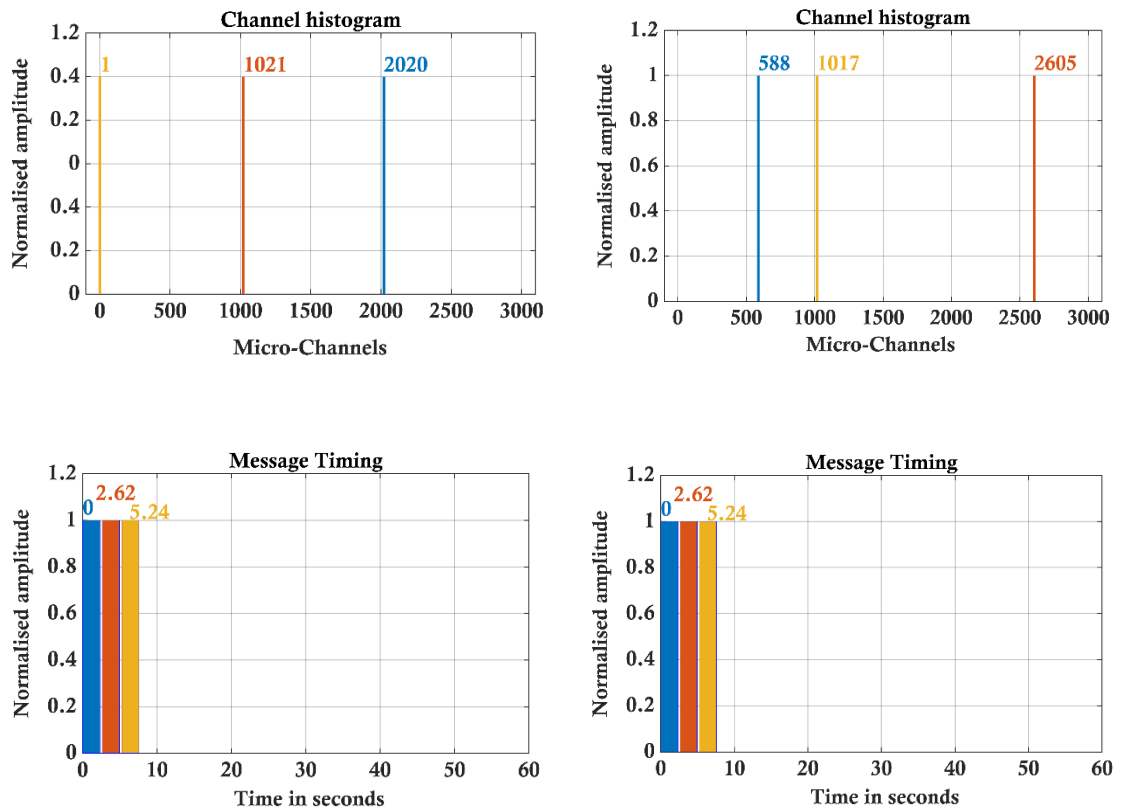 Channel histogram
1.2
0.4
0.2
0
0.4
0.2
0
1
1021
2020
Normalised amplitude
0 500 1000 1500 2000 2500 3000
Micro-Channels
Channel histogram
1.2
1
0.8
0.6
0.4
0.2
0
588
1017
2605
Normalised amplitude
0 500 1000 1500 2000 2500 3000
Micro-Channels
Message Timing
1.2
1
0.8
0.6
0.4
0.2
0
0
2.62
5.24
Normalised amplitude
0 10 20 30 40 50 60
Time in seconds
Message Timing
1.2
1
0.8
0.6
0.4
0.2
0
0
2.62
5.24
Normalised amplitude
0 10 20 30 40 50 60
Time in seconds